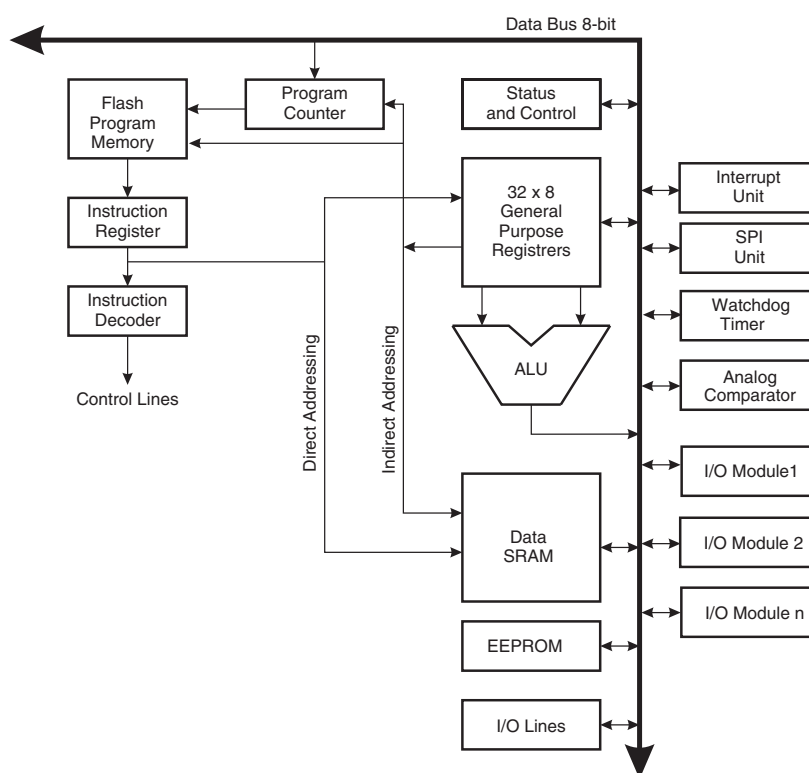 Data Bus 8-bit
Flash
Program
Memory
Program
Counter
Status
and Control
32 x 8
General
Purpose
Registrers
Interrupt
Unit
Instruction
Register
SPI
Unit
Instruction
Decoder
Watchdog
Timer
Control Lines
Direct Addressing
Indirect Addressing
ALU
Analog
Comparator
I/O Module1
Data
SRAM
I/O Module 2
I/O Module n
EEPROM
I/O Lines